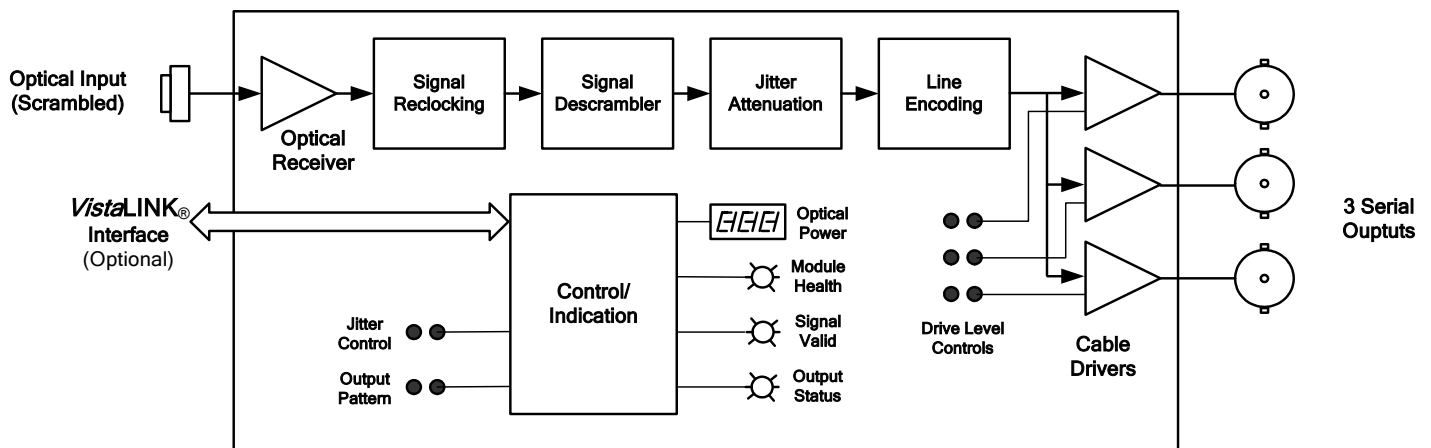 Optical Input
(Scrambled)
Optical
Receiver
Signal
Reclocking
Signal
Descrambler
Jitter
Attenuation
Line
Encoding
VistaLINK®
Interface
(Optional)
Control/
Indication
Optical
Power
Module
Health
Signal
Valid
Output
Status
Jitter
Control
Output
Pattern
Drive Level
Controls
Cable
Drivers
3 Serial
Ouptuts